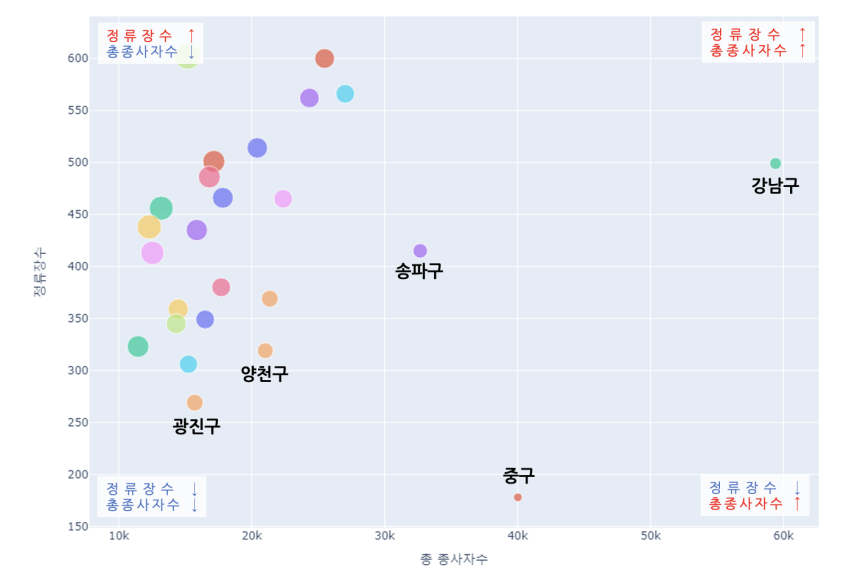 정류장수 ↑
총종사자수 ↓
정류장수 ↑
총종사자수 ↑
600
550
500
450
400
350
300
250
200
150
정류장수
강남구
송파구
양천구
광진구
중구
정류장수 ↓
총종사자수 ↓
정류장수 ↓
총종사자수 ↑
10k
20k
30k
40k
50k
60k
총 종사자수